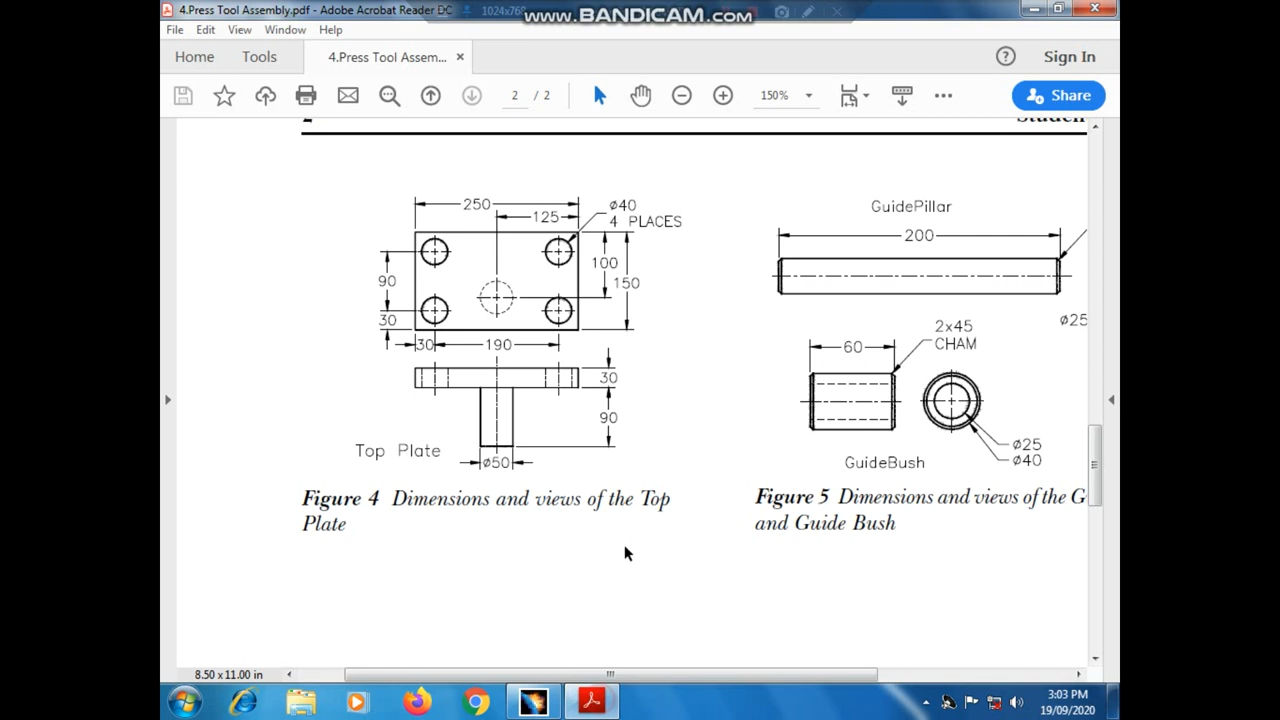 4.Press Tool Assembly.pdf - Adobe Acrobat Reader DC
1024x768
www.BANDICAM.com
File Edit View Window Help
Home Tools 4.Press Tool Assem... × Sign In
2 / 2 150% Share
250
125
Ø40
4 PLACES
90
30
100
150
30 190
30
90
Top Plate
Ø50
Figure 4 Dimensions and views of the Top
Plate
GuidePillar
200
Ø25
60
2x45
CHAM
Ø25
Ø40
GuideBush
Figure 5 Dimensions and views of the G
and Guide Bush
8.50 x 11.00 in
3:03 PM
19/09/2020